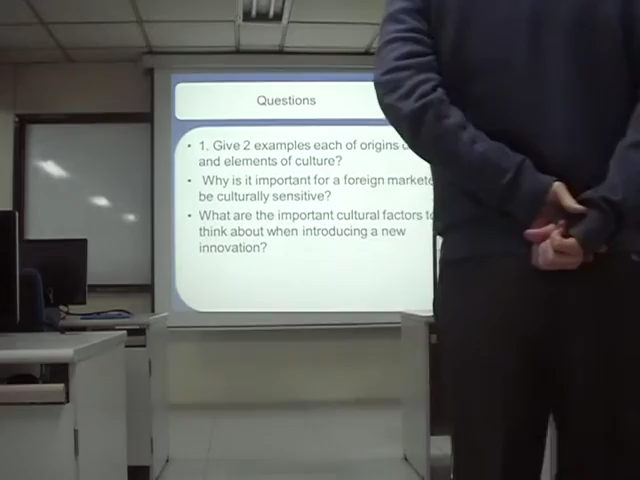 Questions
• 1. Give 2 examples each of origins
and elements of culture?
• Why is it important for a foreign
be culturally sensitive?
• What are the important cultural factors
think about when introducing a new
innovation?